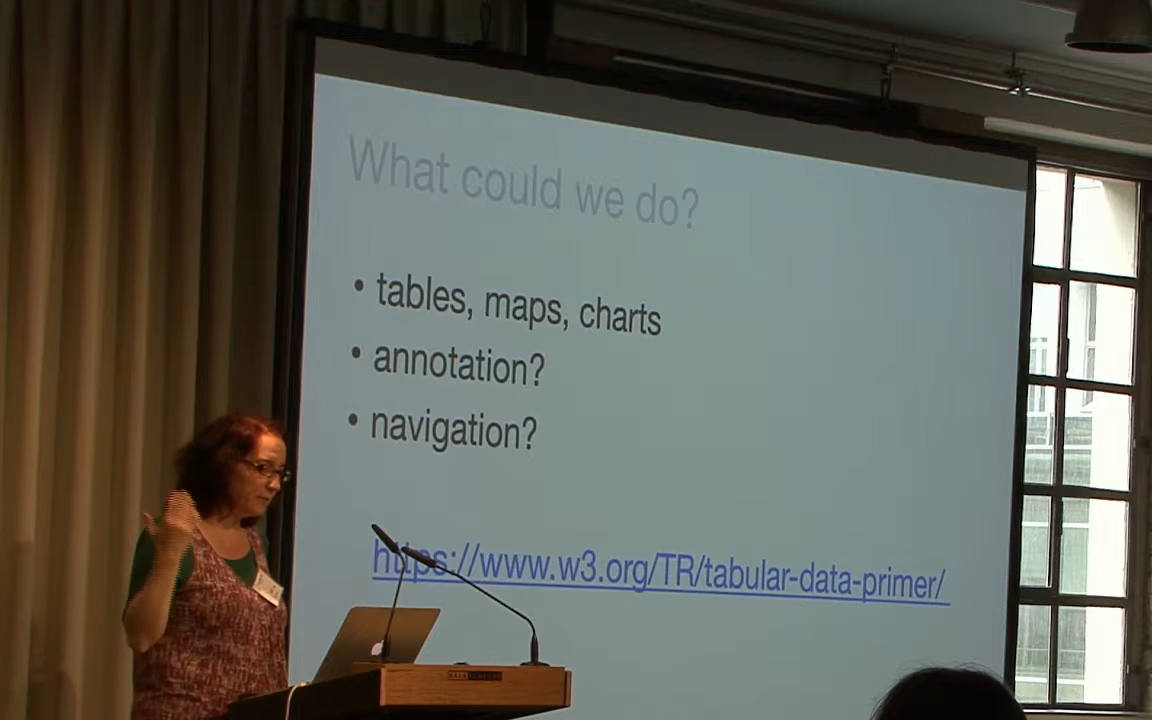 What could we do?
• tables, maps, charts
• annotation?
• navigation?
https://www.w3.org/TR/tabular-data-primer/